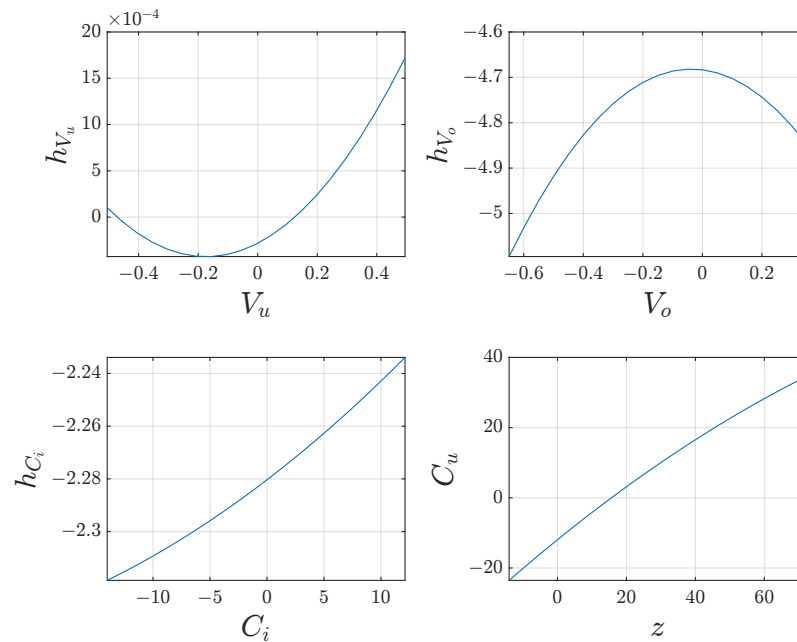 ×10⁻⁴
20
15
10
5
0
h_{V_u}
−0.4 −0.2 0 0.2 0.4
V_u
−4.6
−4.7
−4.8
−4.9
−5
h_{V_o}
−0.6 −0.4 −0.2 0 0.2
V_o
−2.24
−2.26
−2.28
−2.3
h_{C_i}
−10 −5 0 5 10
C_i
40
20
0
−20
C_u
0 20 40 60
z